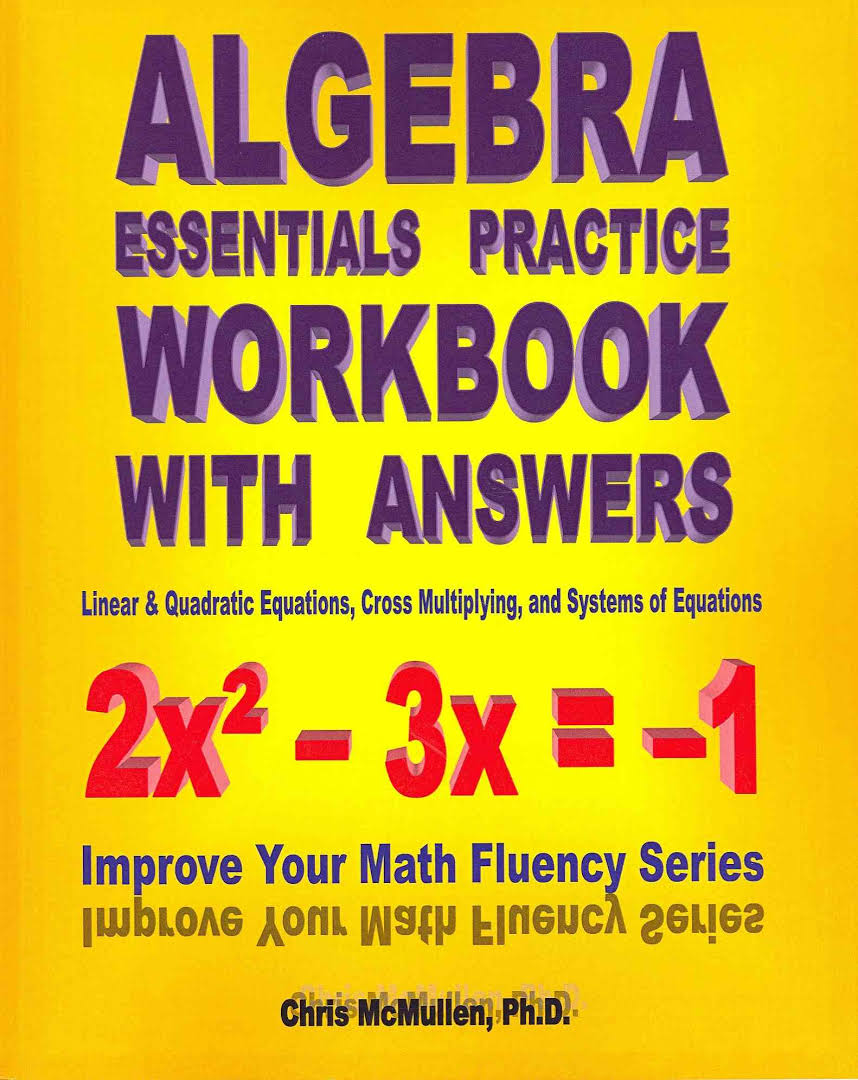 ALGEBRA
ESSENTIALS PRACTICE
WORKBOOK
WITH ANSWERS
Linear & Quadratic Equations, Cross Multiplying, and Systems of Equations
2x² – 3x = –1
Improve Your Math Fluency Series
Chris McMullen, Ph.D.